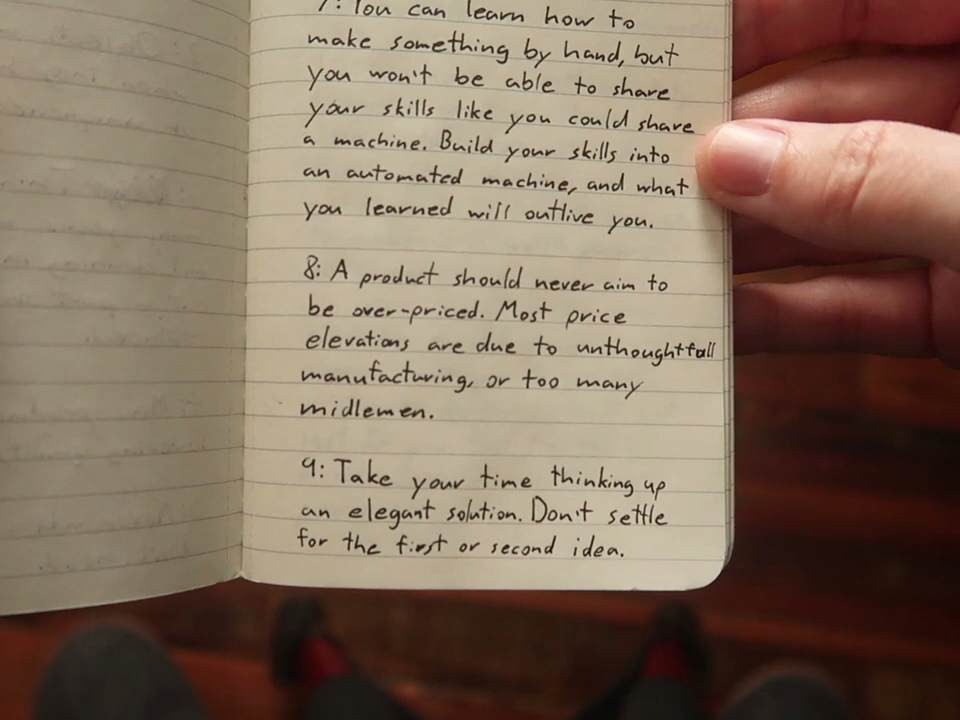 7: You can learn how to
make something by hand, but
you won't be able to share
your skills like you could share
a machine. Build your skills into
an automated machine, and what
you learned will outlive you.
8: A product should never aim to
be over-priced. Most price
elevations are due to unthoughtfull
manufacturing, or too many
midlemen.
9: Take your time thinking up
an elegant solution. Don't settle
for the first or second idea.